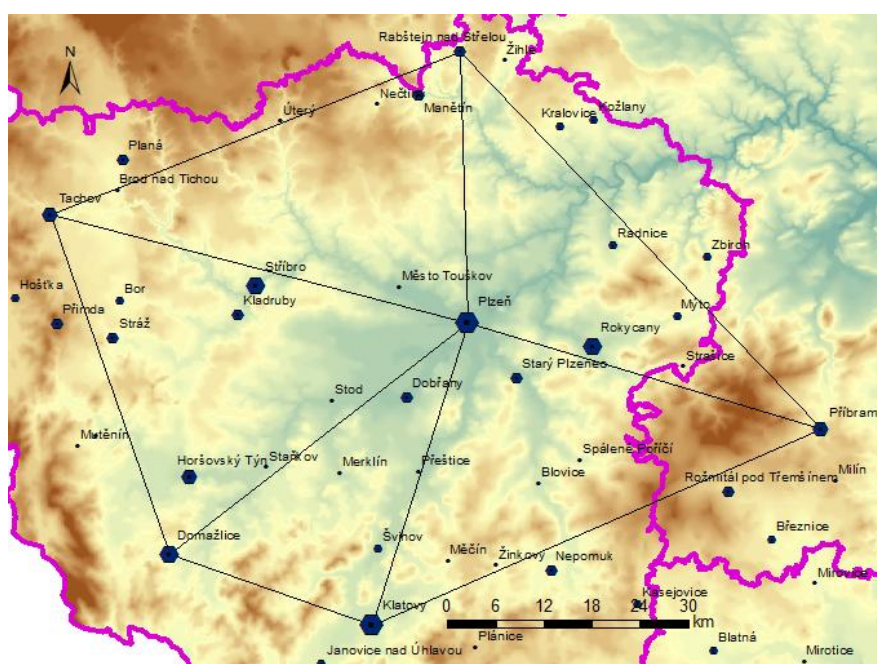 Rabštejn nad Střelou
N
Žihle
Nečtiny
Manětín
Kralovice
Kožlany
Úterý
Planá
Brod nad Tichou
Tachov
Radnice
Zbiroh
Stříbro
Město Touškov
Hošťka
Bor
Kladruby
Plzeň
Přimda
Mýto
Stráž
Rokycany
Strašice
Starý Plzenec
Stod
Dobřany
Příbram
Mutěnín
Horšovský Týn
Staňkov
Merklín
Přeštice
Spálené Poříčí
Blovice
Rožmitál pod Třemšínem
Milín
Domažlice
Švihov
Měčín
Žinkovy
Nepomuk
Březnice
Mirovice
Klatovy
Kasejovice
0 6 12 18 24 30
km
Plánice
Janovice nad Úhlavou
Blatná
Mirotice